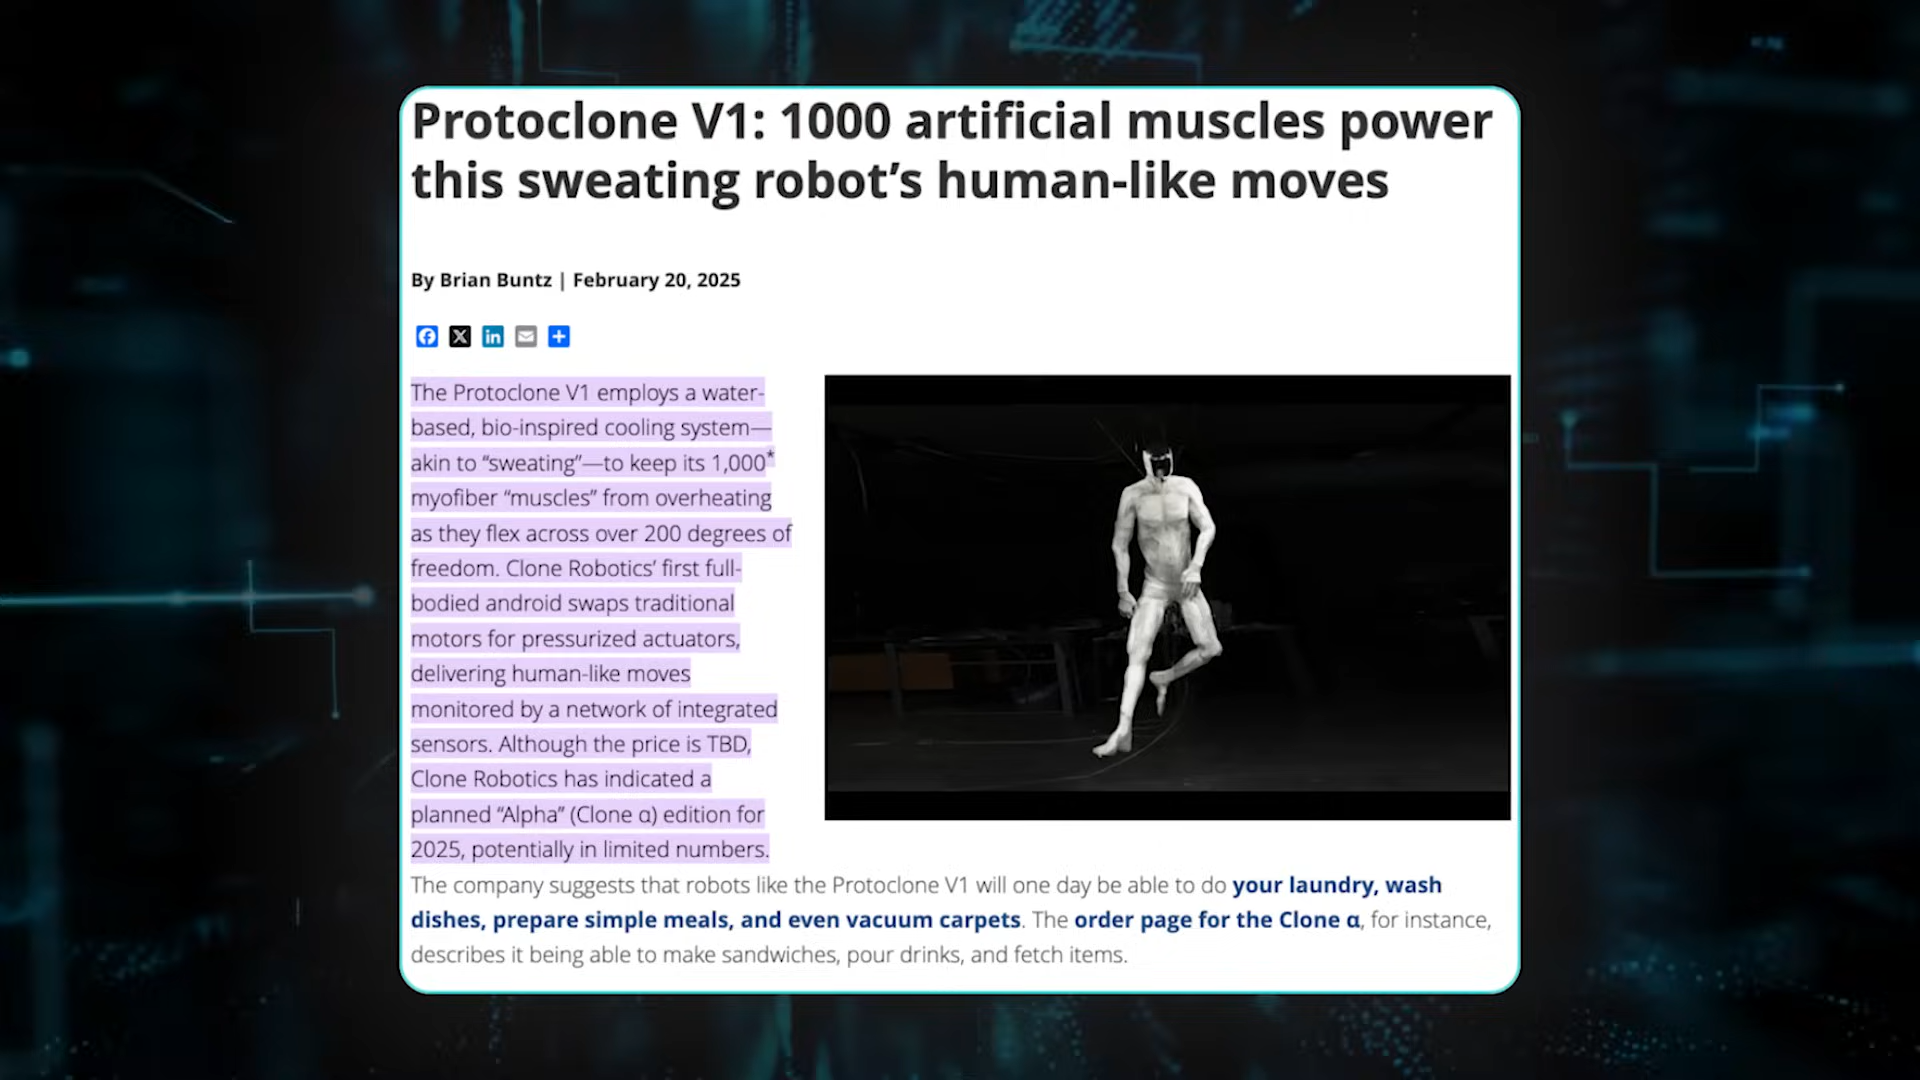 Protoclone V1: 1000 artificial muscles power
this sweating robot’s human-like moves
By Brian Buntz | February 20, 2025
The Protoclone V1 employs a water-
based, bio-inspired cooling system—
akin to “sweating”—to keep its 1,000*
myofiber “muscles” from overheating
as they flex across over 200 degrees of
freedom. Clone Robotics’ first full-
bodied android swaps traditional
motors for pressurized actuators,
delivering human-like moves
monitored by a network of integrated
sensors. Although the price is TBD,
Clone Robotics has indicated a
planned “Alpha” (Clone α) edition for
2025, potentially in limited numbers.
The company suggests that robots like the Protoclone V1 will one day be able to do your laundry, wash
dishes, prepare simple meals, and even vacuum carpets. The order page for the Clone α, for instance,
describes it being able to make sandwiches, pour drinks, and fetch items.